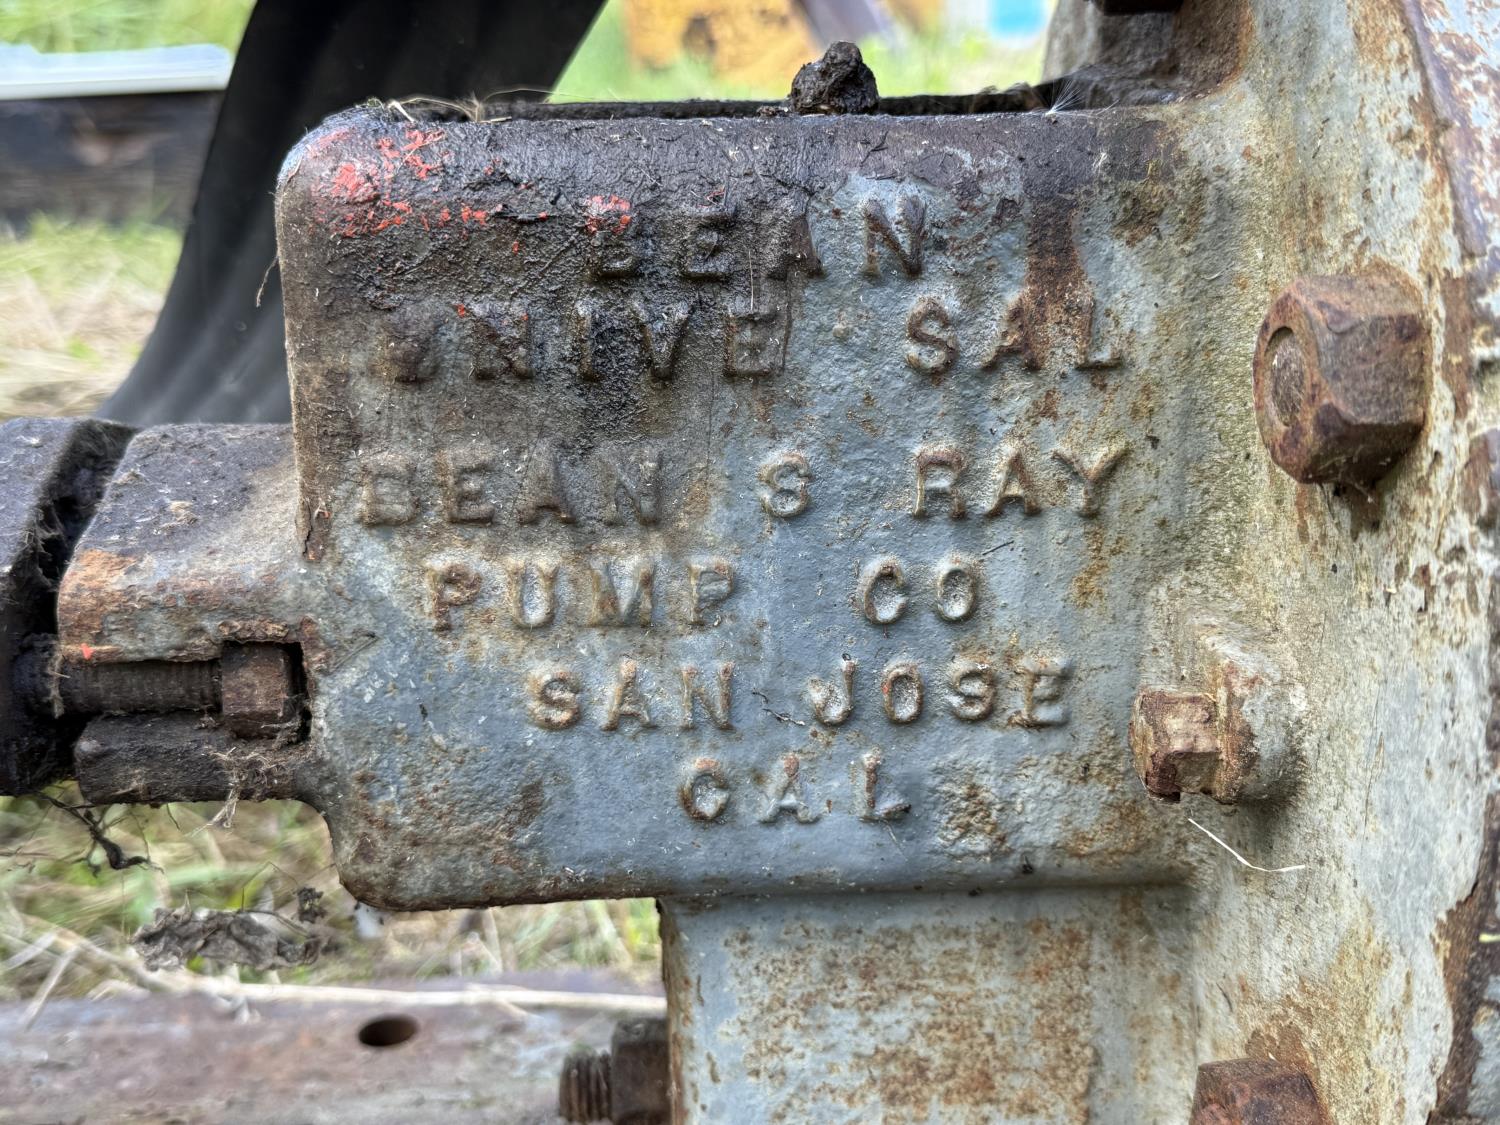 BEAN
UNIVE SAL
BEAN S RAY
PUMP CO
SAN JOSE
CAL